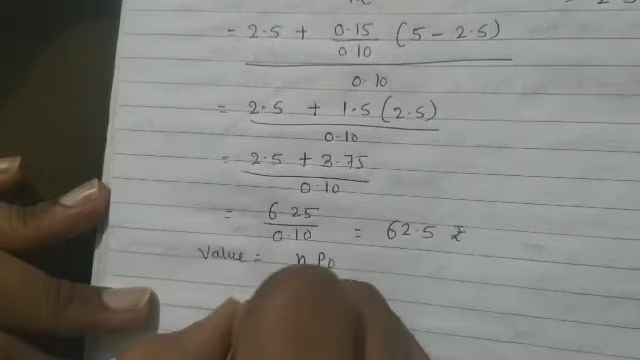 = 2.5 + 0.15/0.10 (5 - 2.5)
0.10
= 2.5 + 1.5 (2.5)
0.10
= 2.5 + 3.75
0.10
= 6.25/0.10 = 62.5 ₹
Value = n P0